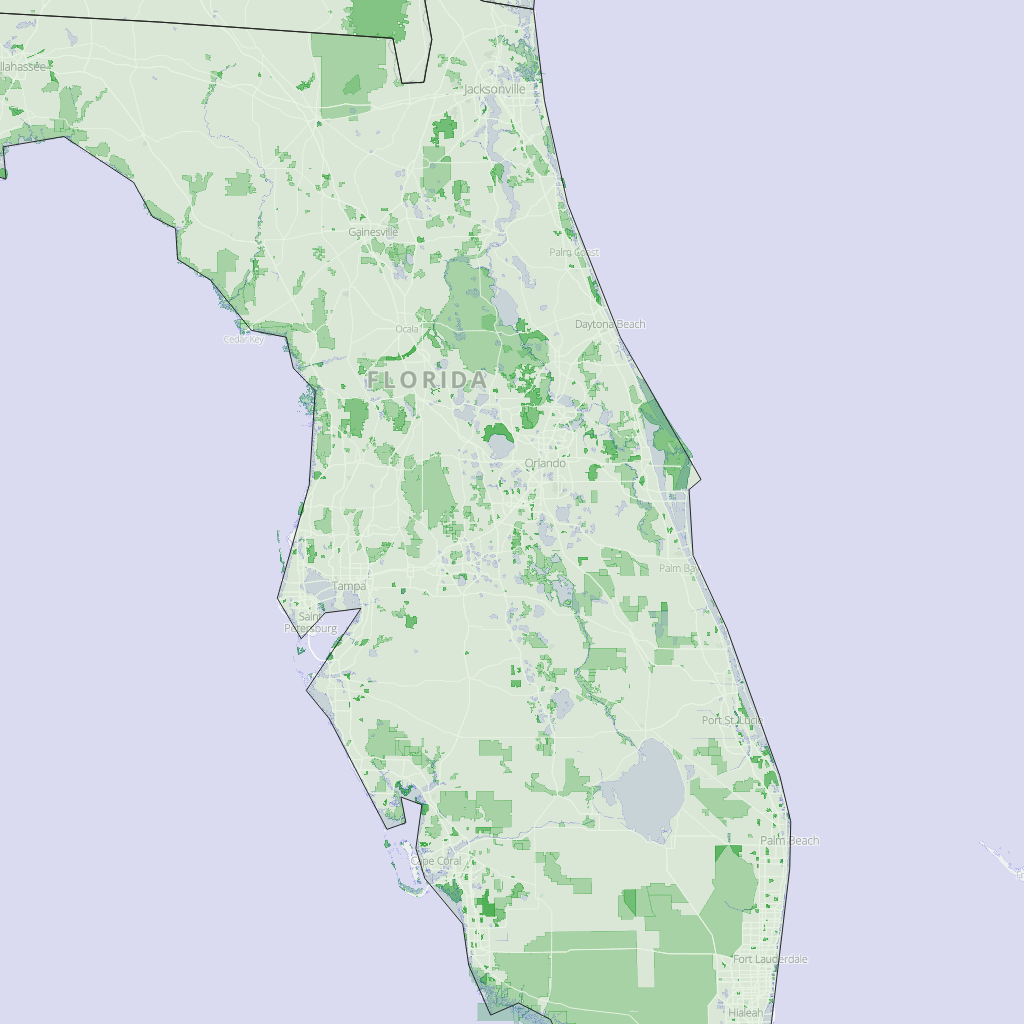 llahassee
Jacksonville
Gainesville
Palm Coast
Ocala
Daytona Beach
Cedar Key
FLORIDA
Orlando
Palm Ba
Tampa
Saint
Petersburg
Port St. Lucie
Palm Beach
Cape Coral
Fort Lauderdale
Hialeah